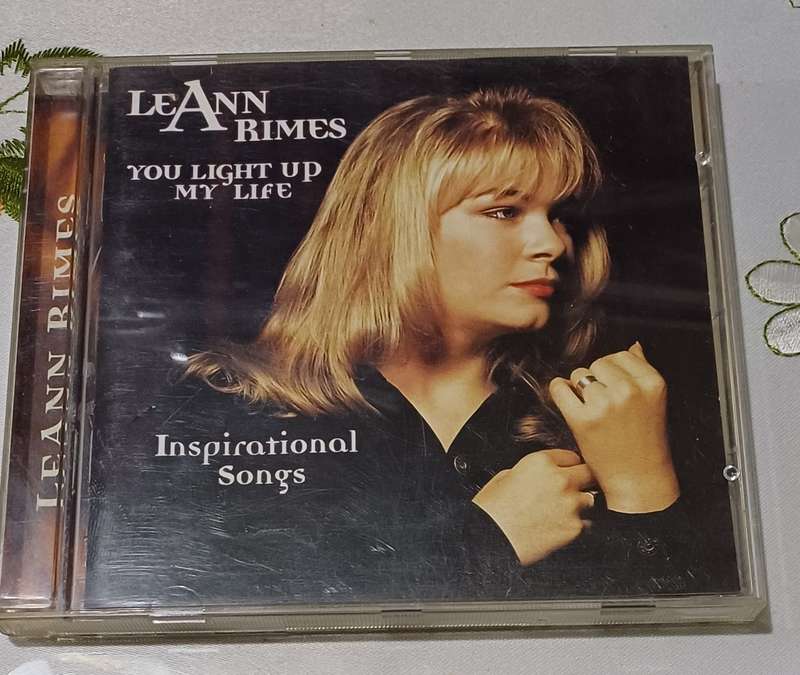 LEANN
RIMES
YOU LIGHT UP
MY LIFE
Inspirational
Songs
LEANN RIMES